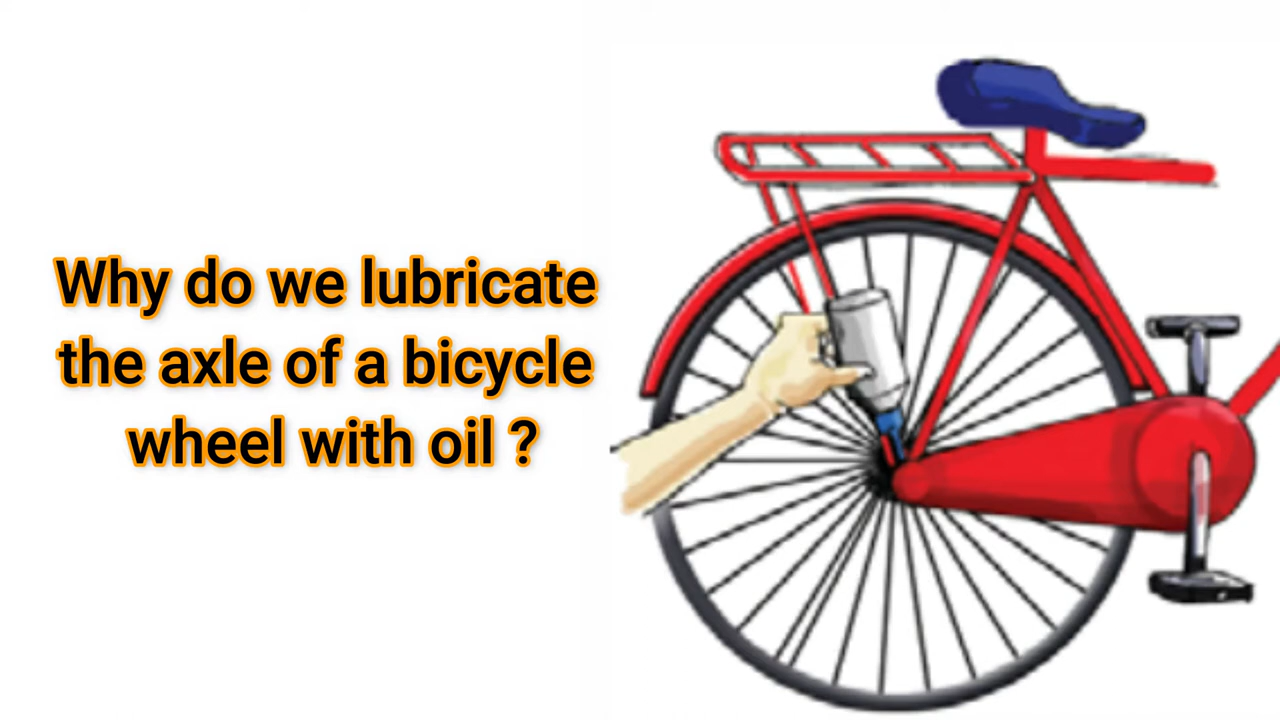 Why do we lubricate
the axle of a bicycle
wheel with oil ?